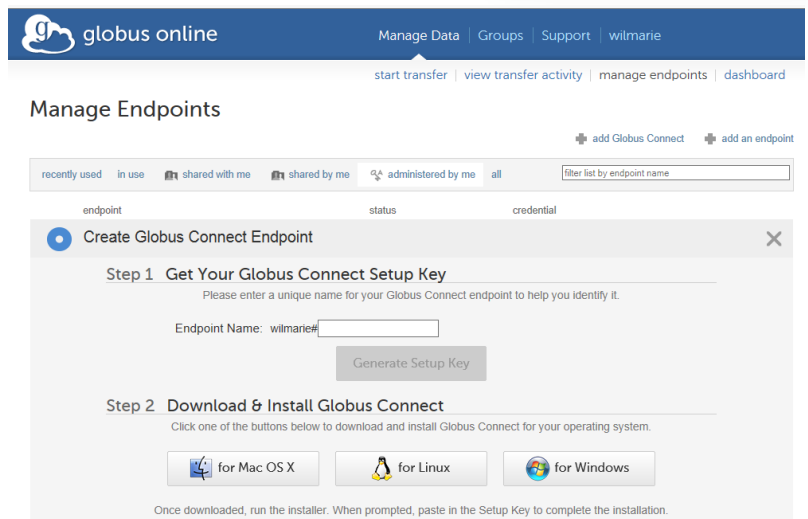 g globus online
Manage Data | Groups | Support | wilmarie
start transfer | view transfer activity | manage endpoints | dashboard
Manage Endpoints
add Globus Connect add an endpoint
recently used in use shared with me shared by me administered by me all filter list by endpoint name
endpoint status credential
Create Globus Connect Endpoint
Step 1 Get Your Globus Connect Setup Key
Please enter a unique name for your Globus Connect endpoint to help you identify it.
Endpoint Name: wilmarie#
Generate Setup Key
Step 2 Download & Install Globus Connect
Click one of the buttons below to download and install Globus Connect for your operating system.
for Mac OS X for Linux for Windows
Once downloaded, run the installer. When prompted, paste in the Setup Key to complete the installation.